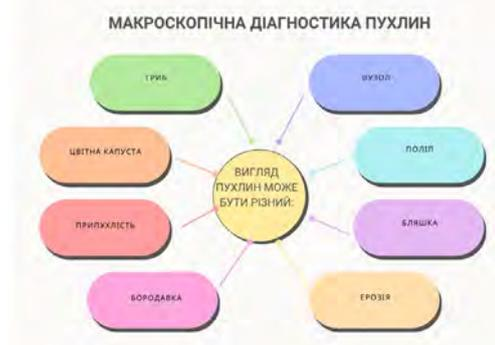 МАКРОСКОПІЧНА ДІАГНОСТИКА ПУХЛИН
ГРИБ
ВУЗОЛ
ЦВІТНА КАПУСТА
ПОЛІП
ВИГЛЯД
ПУХЛИН МОЖЕ
БУТИ РІЗНИЙ:
ПРИПУХЛІСТЬ
БЛЯШКА
БОРОДАВКА
ЕРОЗІЯ